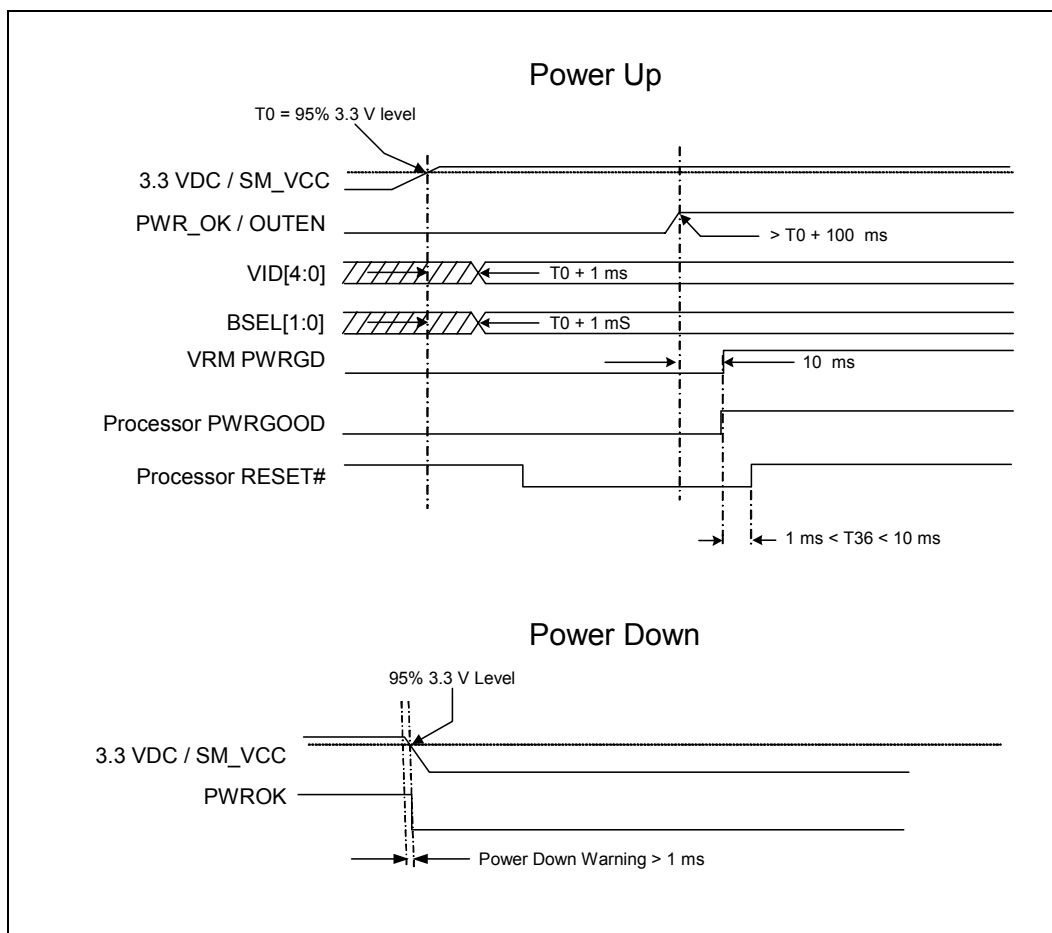 Power Up
T0 = 95% 3.3 V level
3.3 VDC / SM_VCC
PWR_OK / OUTEN
> T0 + 100 ms
VID[4:0]
T0 + 1 ms
BSEL[1:0]
T0 + 1 mS
VRM PWRGD
10 ms
Processor PWRGOOD
Processor RESET#
1 ms < T36 < 10 ms
Power Down
95% 3.3 V Level
3.3 VDC / SM_VCC
PWROK
Power Down Warning > 1 ms